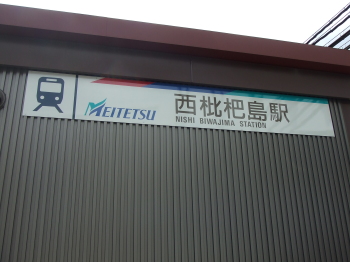 MEITETSU
西枇杷島駅
NISHI BIWAJIMA STATION